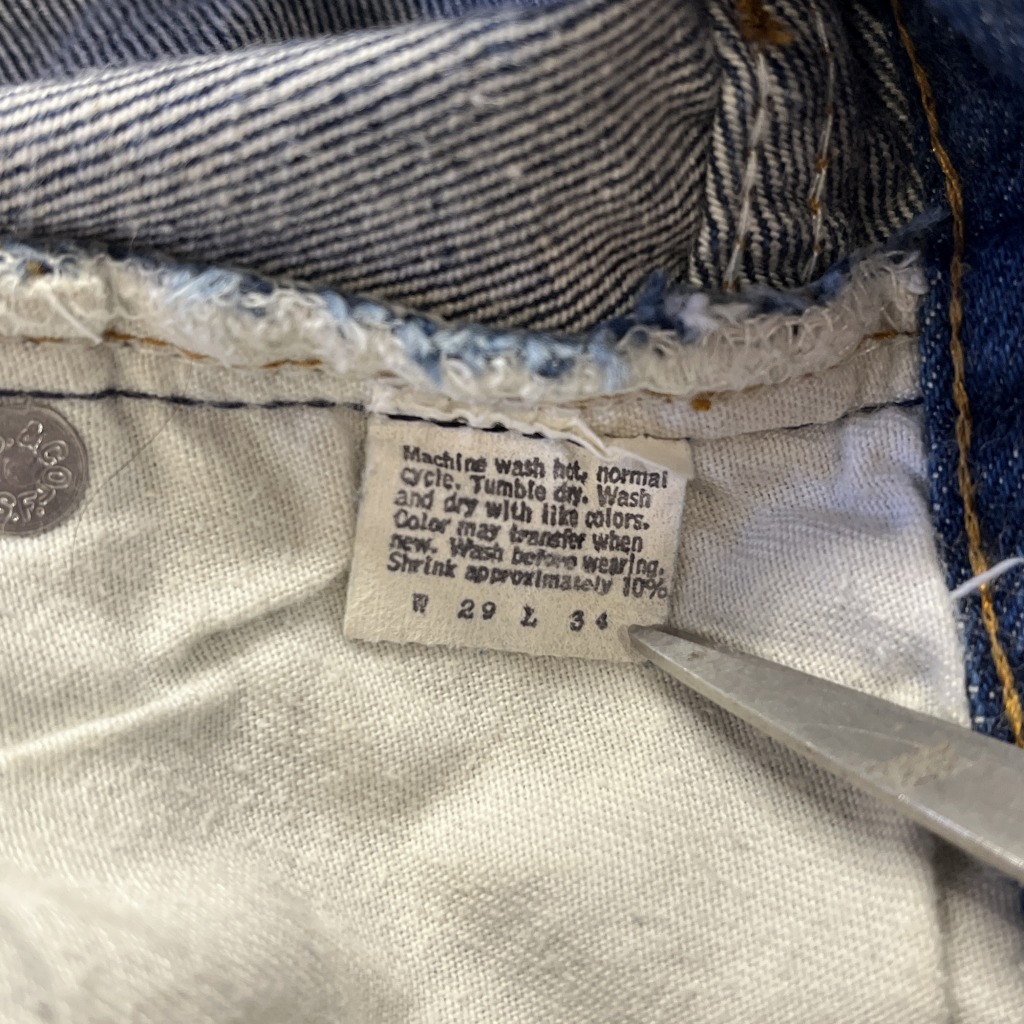 Machine wash hot, normal
cycle. Tumble dry. Wash
and dry with like colors.
Color may transfer when
new. Wash before wearing.
Shrink approximately 10%
W 29 L 34
&CO
S.F.